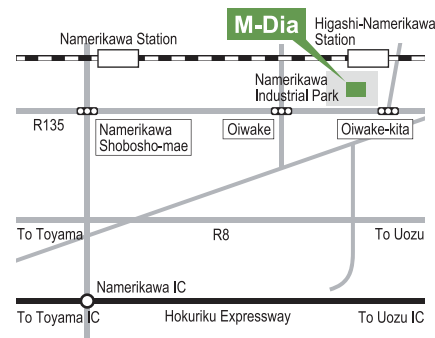 M-Dia
Higashi-Namerikawa
Station
Namerikawa Station
Namerikawa
Industrial Park
R135
Namerikawa
Shobosho-mae
Oiwake
Oiwake-kita
To Toyama
R8
To Uozu
Namerikawa IC
To Toyama IC
Hokuriku Expressway
To Uozu IC